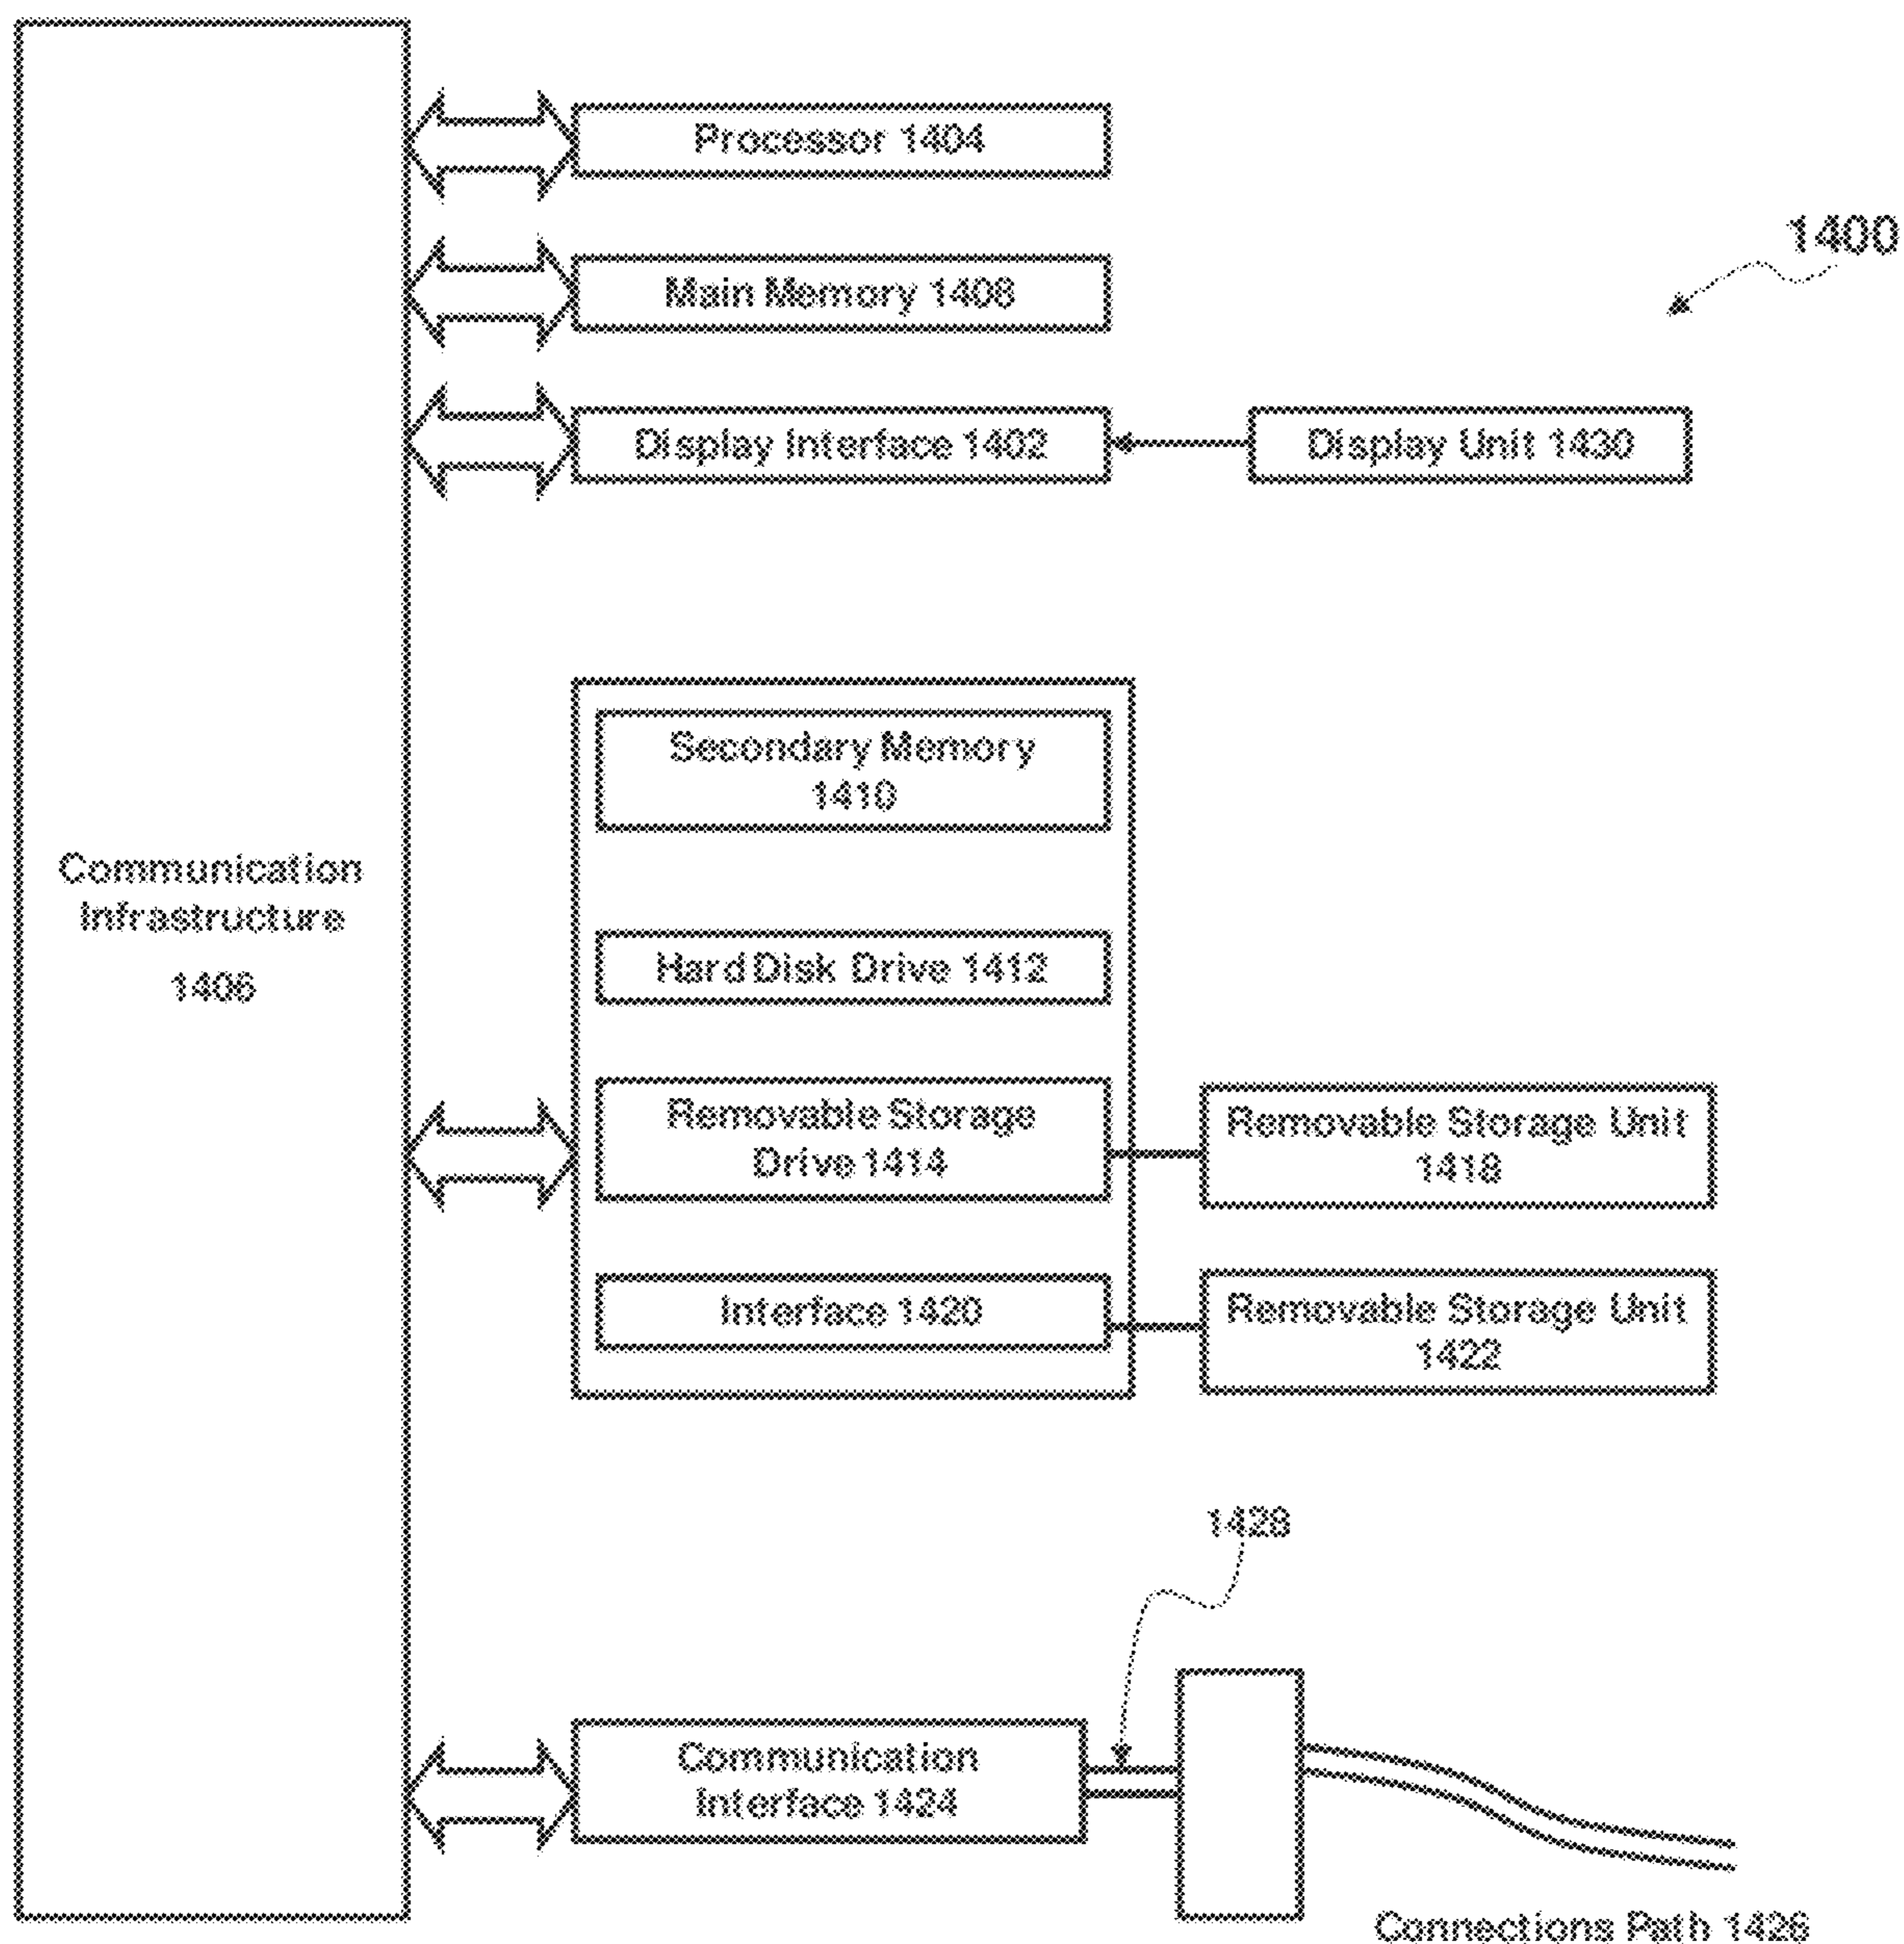 Processor 1404
1400
Main Memory 1408
Display Interface 1402
Display Unit 1430
Secondary Memory
1410
Communication
Infrastructure
1406
Hard Disk Drive 1412
Removable Storage
Drive 1414
Removable Storage Unit
1418
Interface 1420
Removable Storage Unit
1422
1428
Communication
Interface 1424
Connections Path 1426